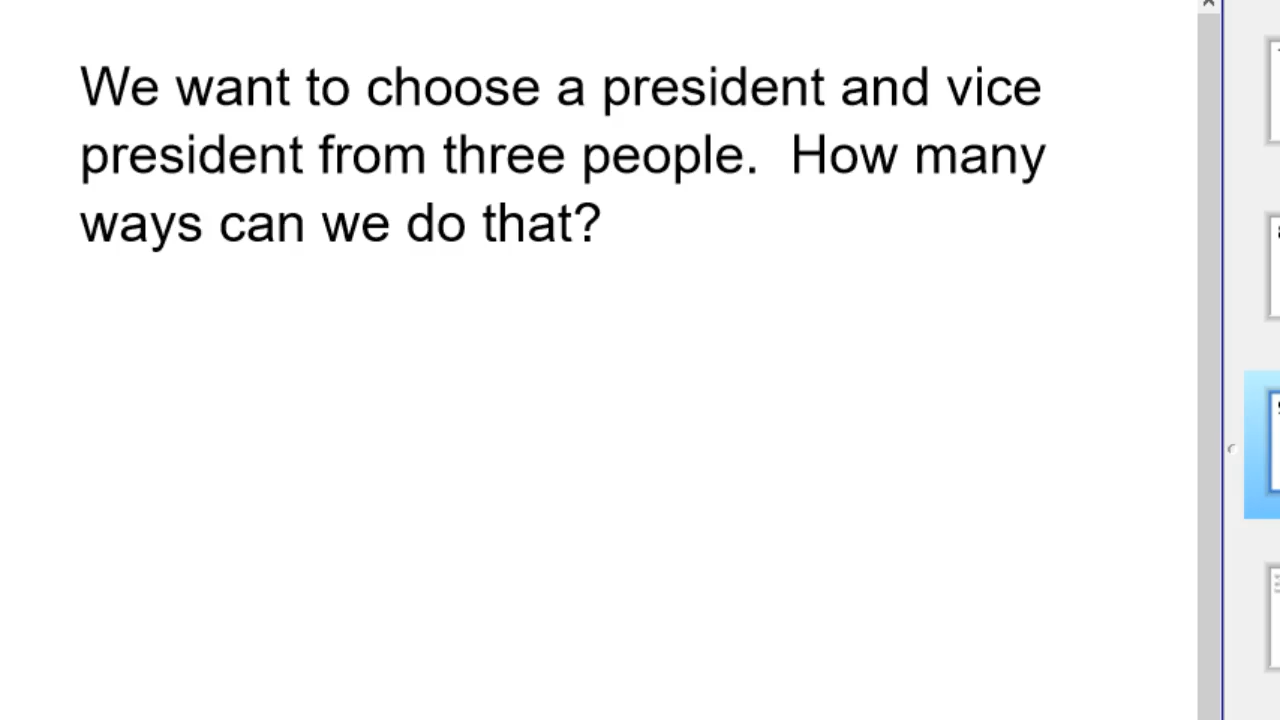 We want to choose a president and vice
president from three people.  How many
ways can we do that?